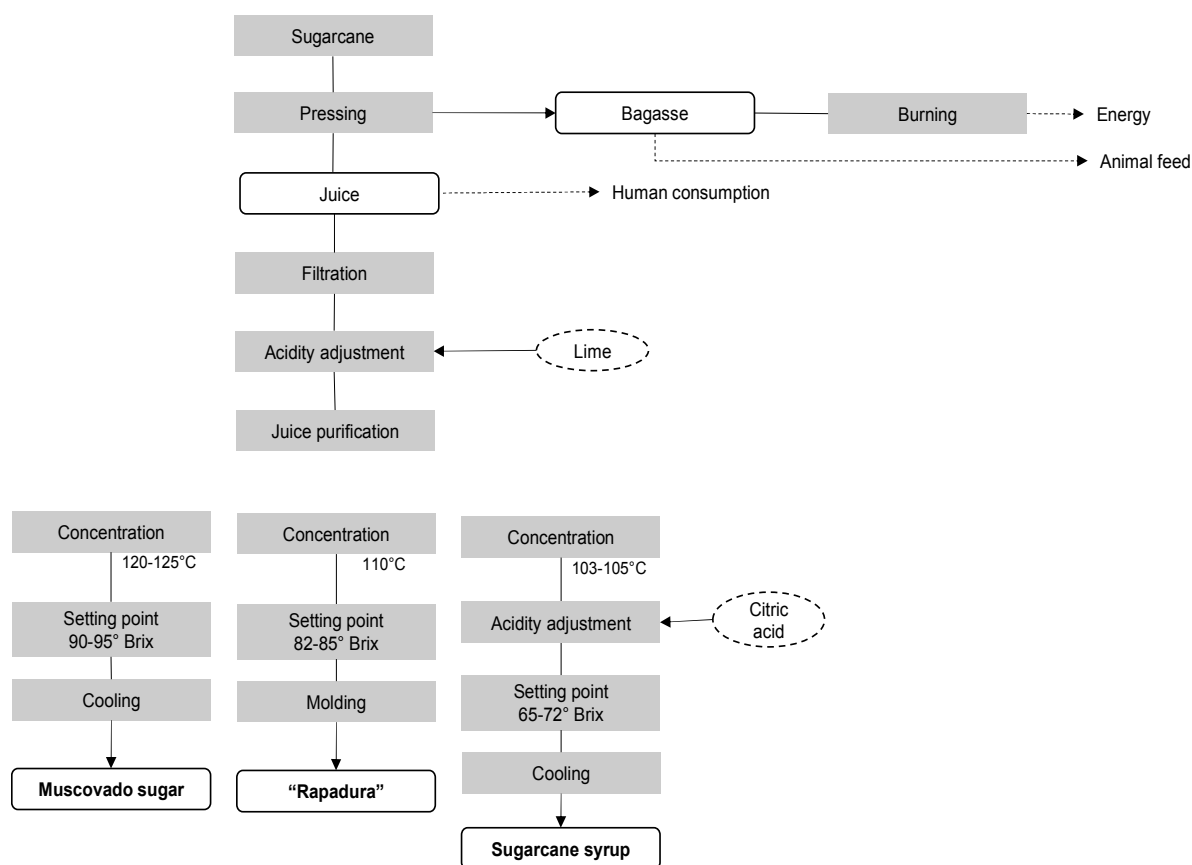 Sugarcane
Pressing
Bagasse
Burning
Energy
Animal feed
Juice
Human consumption
Filtration
Acidity adjustment
Lime
Juice purification
Concentration
120-125°C
Setting point
90-95° Brix
Cooling
Muscovado sugar
Concentration
110°C
Setting point
82-85° Brix
Molding
“Rapadura”
Concentration
103-105°C
Acidity adjustment
Citric
acid
Setting point
65-72° Brix
Cooling
Sugarcane syrup